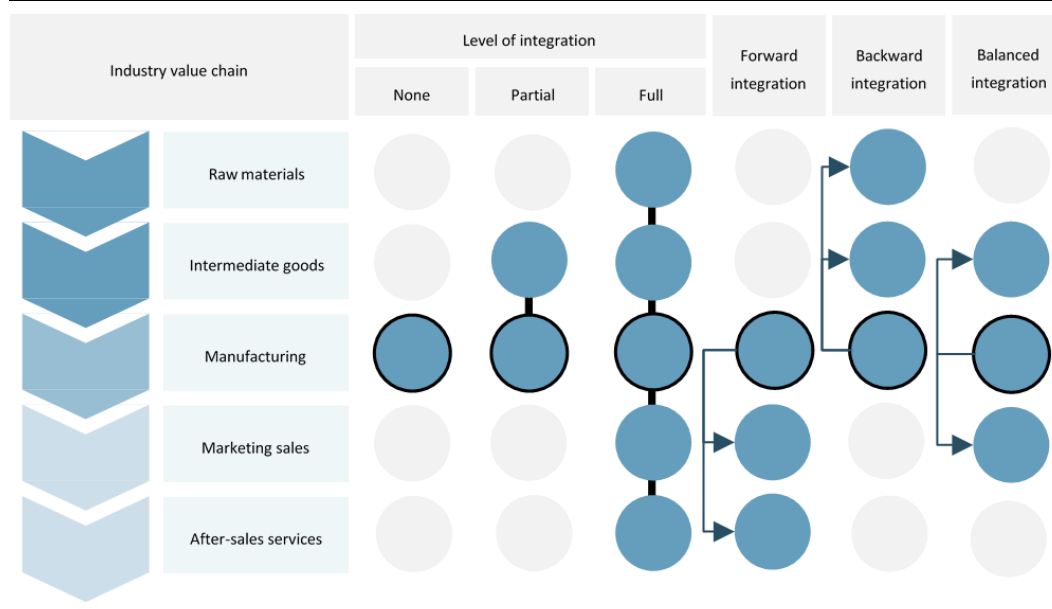 Industry value chain
Level of integration
None
Partial
Full
Forward
integration
Backward
integration
Balanced
integration
Raw materials
Intermediate goods
Manufacturing
Marketing sales
After-sales services